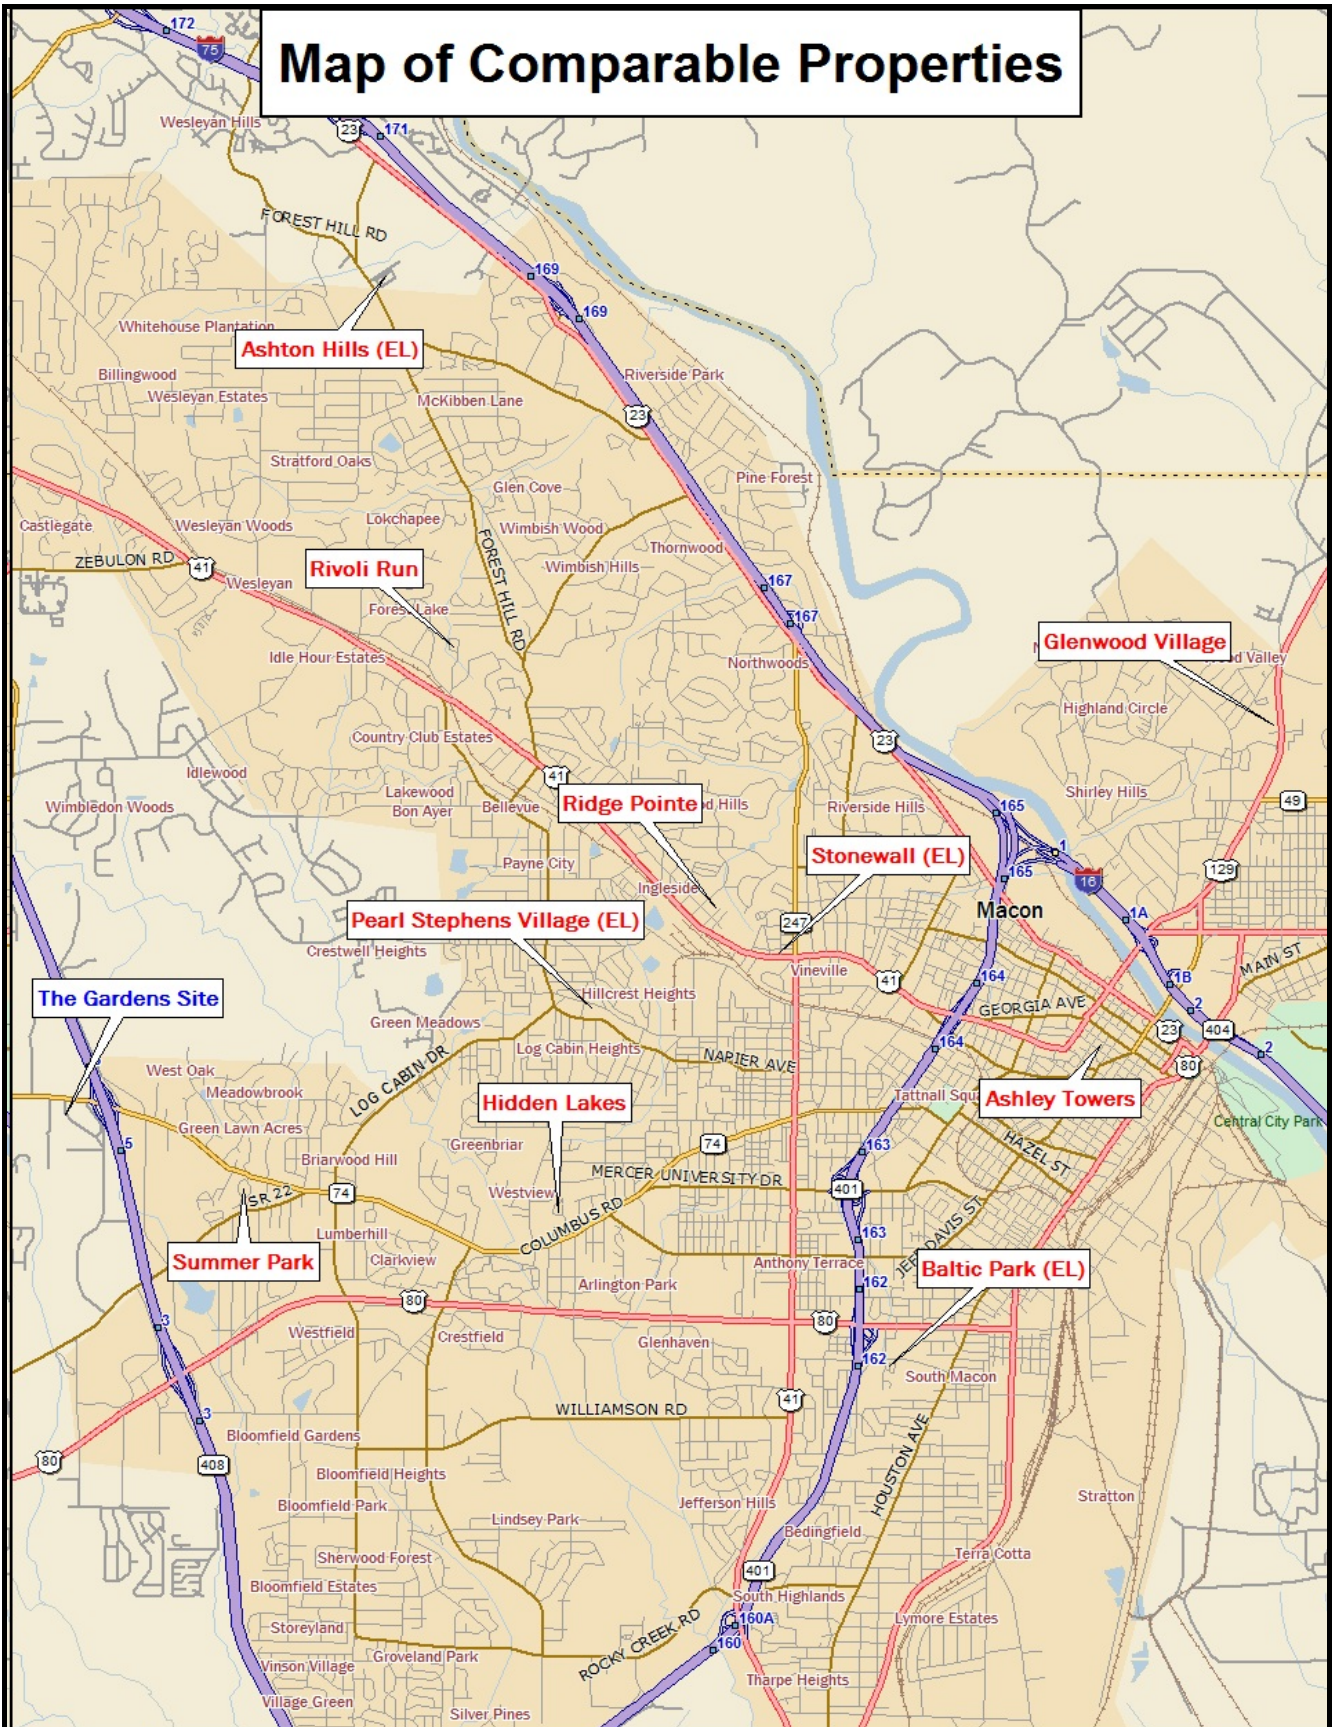 Map of Comparable Properties
172
75
Wesleyan Hills
23
171
FOREST HILL RD
169
169
Whitehouse Plantation
Ashton Hills (EL)
Billingwood
Riverside Park
Wesleyan Estates
McKibben Lane
23
Stratford Oaks
Pine Forest
Glen Cove
Castlegate
Wesleyan Woods
Lokchapee
Wimbish Wood
FOREST HILL RD
Thornwood
ZEBULON RD
41
Rivoli Run
Wimbish Hills
Wesleyan
167
Forest Lake
167
Glenwood Village
Idle Hour Estates
Northwoods
Valley
Highland Circle
Country Club Estates
23
Idlewood
41
Lakewood
Shirley Hills
Wimbledon Woods
Bon Ayer
Bellevue
Ridge Pointe
Hills
Riverside Hills
165
49
Payne City
Stonewall (EL)
1
165
16
129
Ingleside
Macon
1A
Pearl Stephens Village (EL)
247
Crestwell Heights
Vineville
MAIN ST
41
164
1B
The Gardens Site
Hillcrest Heights
GEORGIA AVE
2
Green Meadows
23
404
Log Cabin Heights
164
2
NAPIER AVE
80
West Oak
LOG CABIN DR
Meadowbrook
Hidden Lakes
Tattnall
Ashley Towers
Central City Park
Green Lawn Acres
5
Greenbriar
74
163
HAZEL ST
Briarwood Hill
MERCER UNIVERSITY DR
SR 22
74
Westview
401
COLUMBUS RD
Lumberhill
163
JEFF DAVIS ST
Summer Park
Clarkview
Anthony Terrace
Baltic Park (EL)
Arlington Park
162
80
3
80
Westfield
Crestfield
Glenhaven
162
South Macon
41
WILLIAMSON RD
3
Bloomfield Gardens
HOUSTON AVE
80
408
Bloomfield Heights
Bloomfield Park
Jefferson Hills
Stratton
Lindsey Park
Bedingfield
Sherwood Forest
Terra Cotta
401
Bloomfield Estates
South Highlands
Storeyland
160A
Lymore Estates
ROCKY CREEK RD
160
Groveland Park
Vinson Village
Tharpe Heights
Village Green
Silver Pines